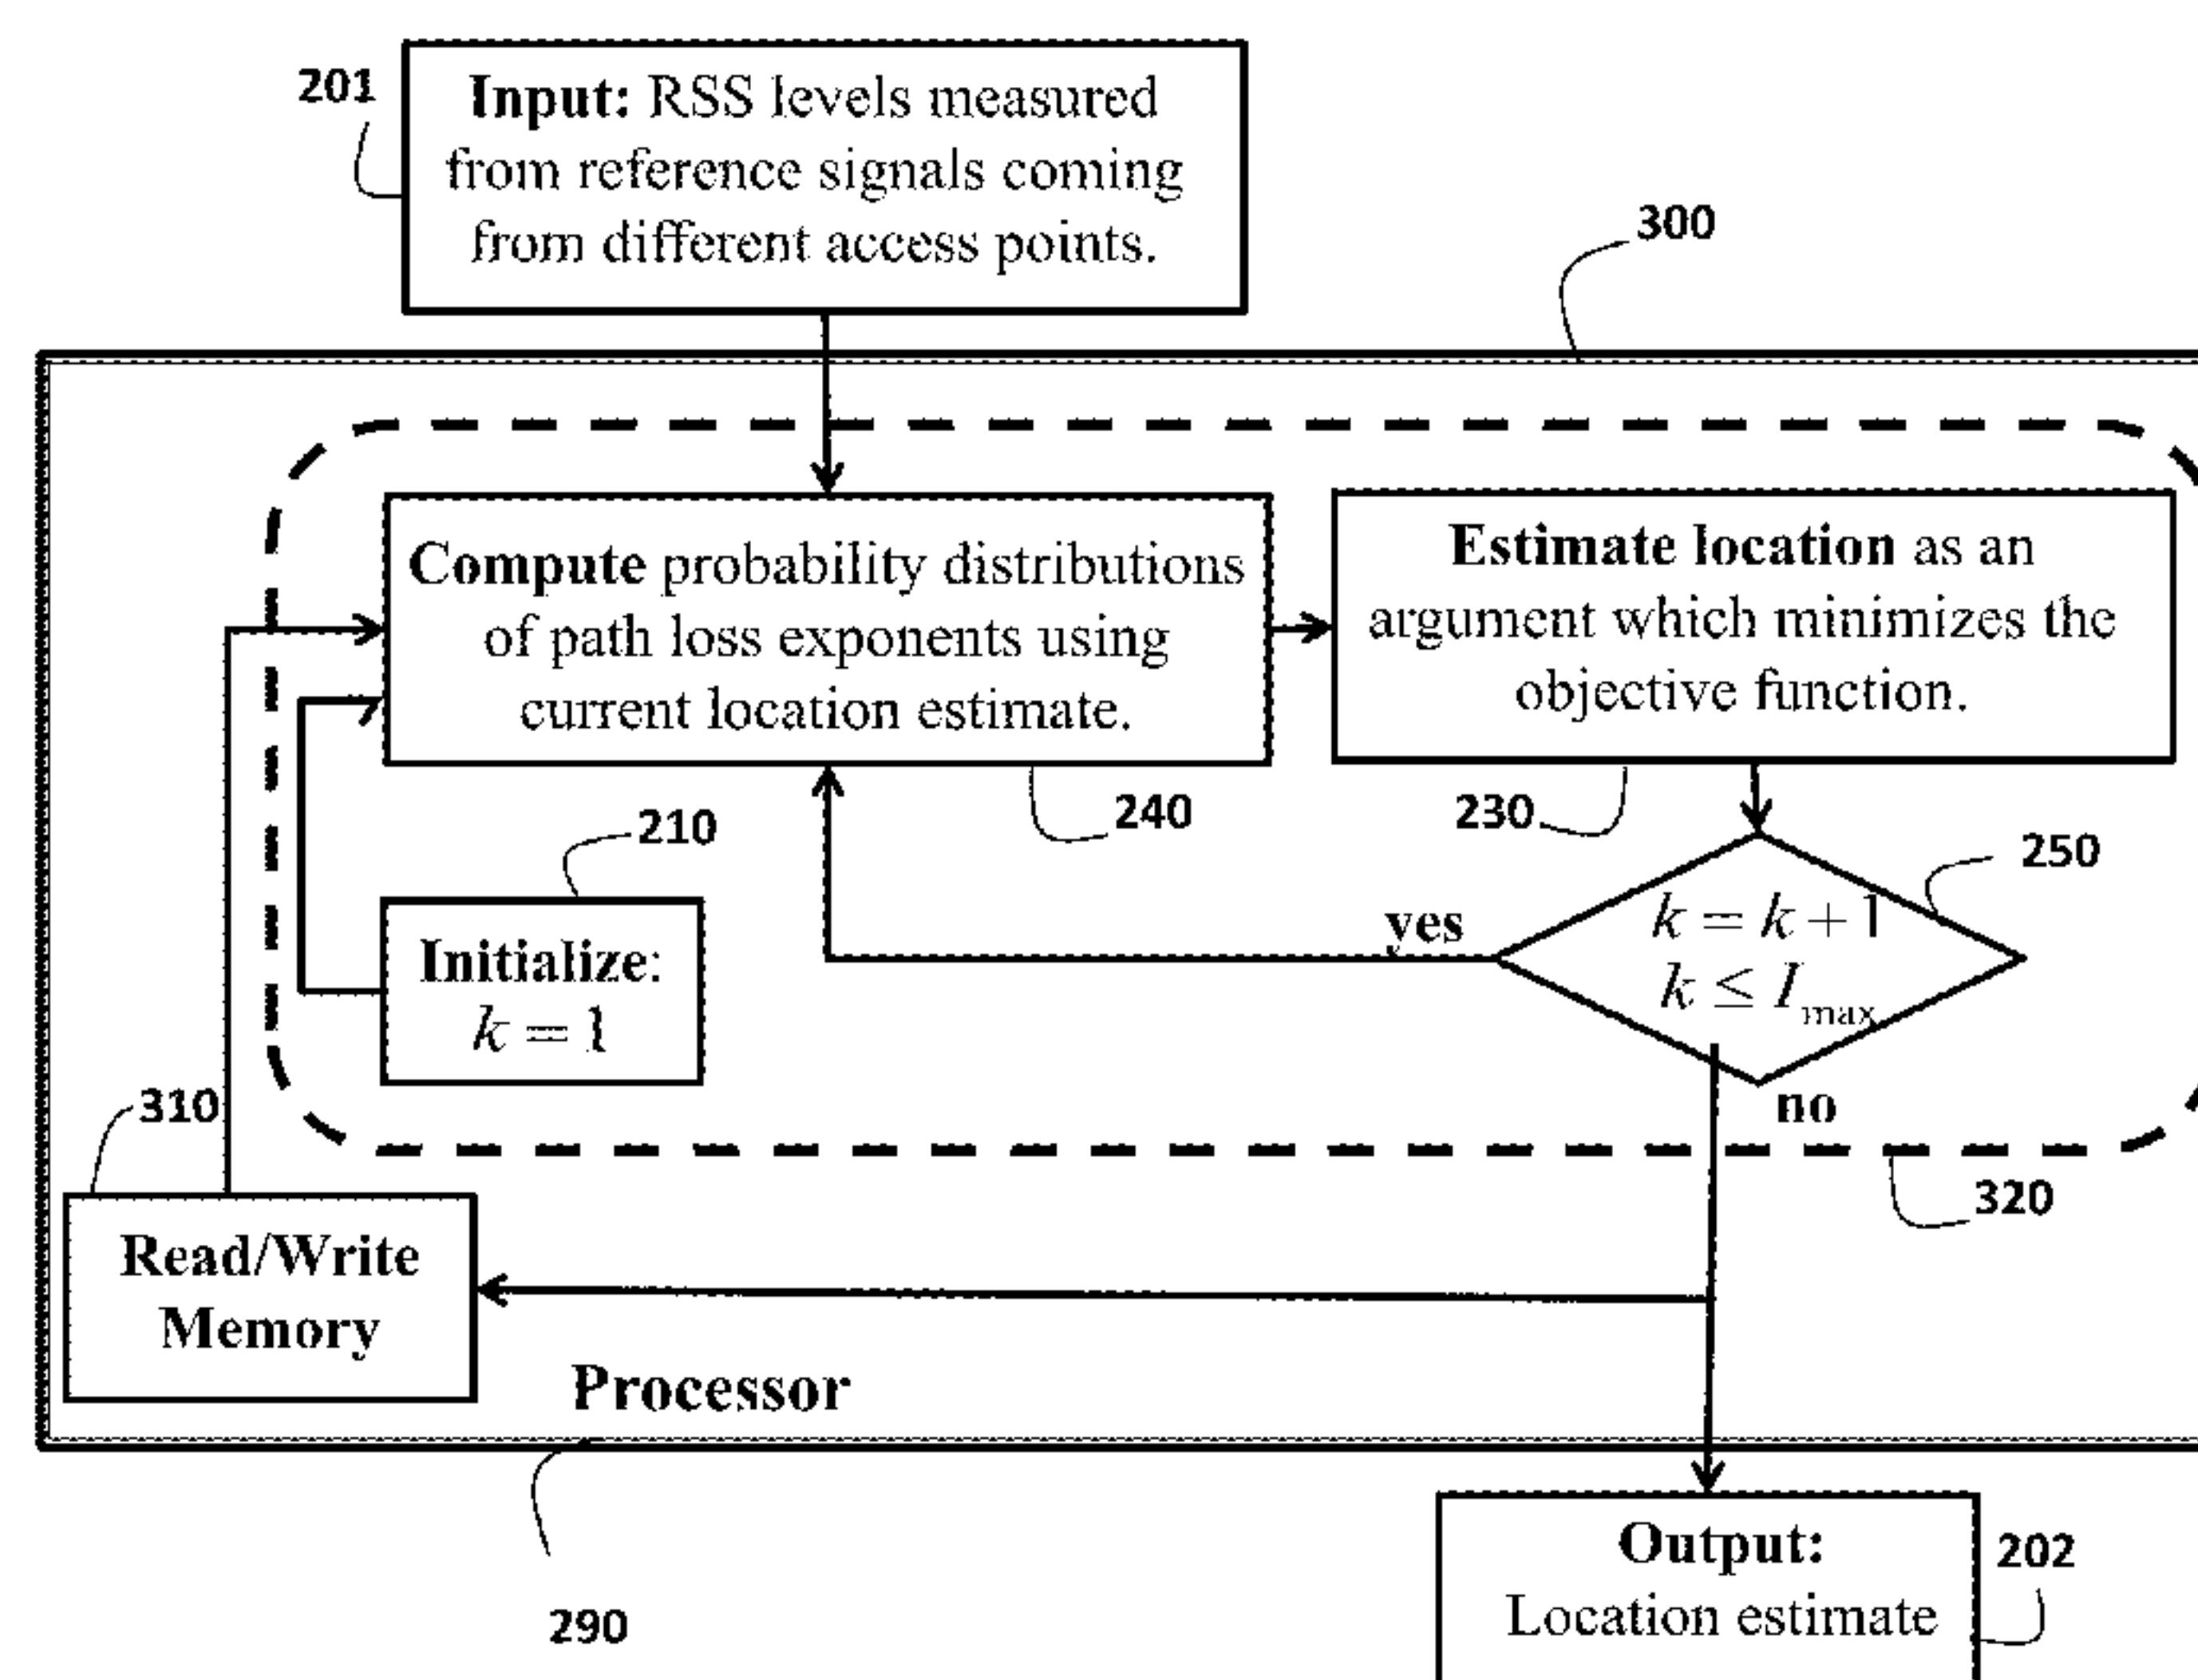 201
Input: RSS levels measured
from reference signals coming
from different access points.
300
Compute probability distributions
of path loss exponents using
current location estimate.
Estimate location as an
argument which minimizes the
objective function.
210
240
230
250
Initialize:
k = 1
yes
k = k + 1
k ≤ I max
no
310
320
Read/Write
Memory
Processor
290
Output:
Location estimate
202